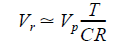 V_r ≃ V_p T/CR